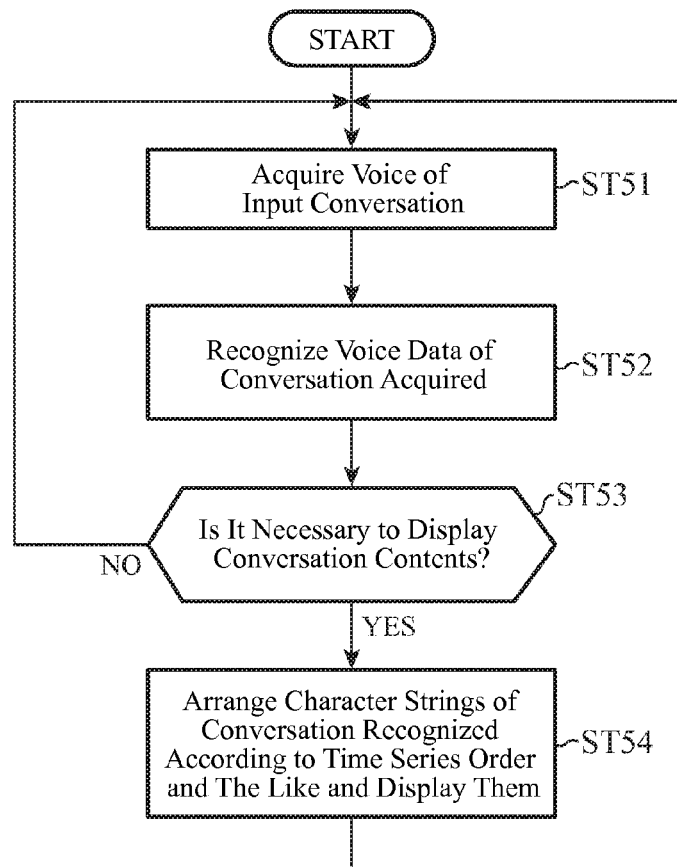 START
Acquire Voice of
Input Conversation
ST51
Recognize Voice Data of
Conversation Acquired
ST52
ST53
Is It Necessary to Display
Conversation Contents?
NO
YES
Arrange Character Strings of
Conversation Recognized
According to Time Series Order
and The Like and Display Them
ST54